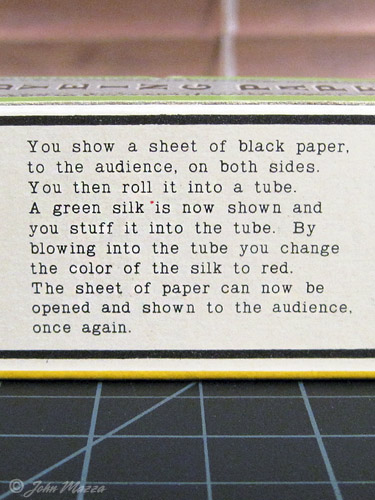 DYEING PAPE
You show a sheet of black paper,
to the audience, on both sides.
You then roll it into a tube.
A green silk is now shown and
you stuff it into the tube. By
blowing into the tube you change
the color of the silk to red.
The sheet of paper can now be
opened and shown to the audience,
once again.
© John Mazza